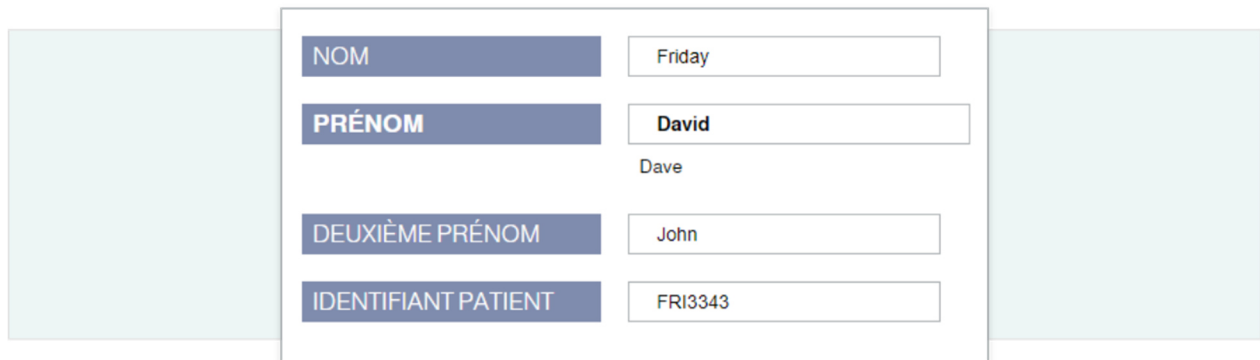 NOM Friday
PRÉNOM David
Dave
DEUXIÈME PRÉNOM John
IDENTIFIANT PATIENT FRI3343